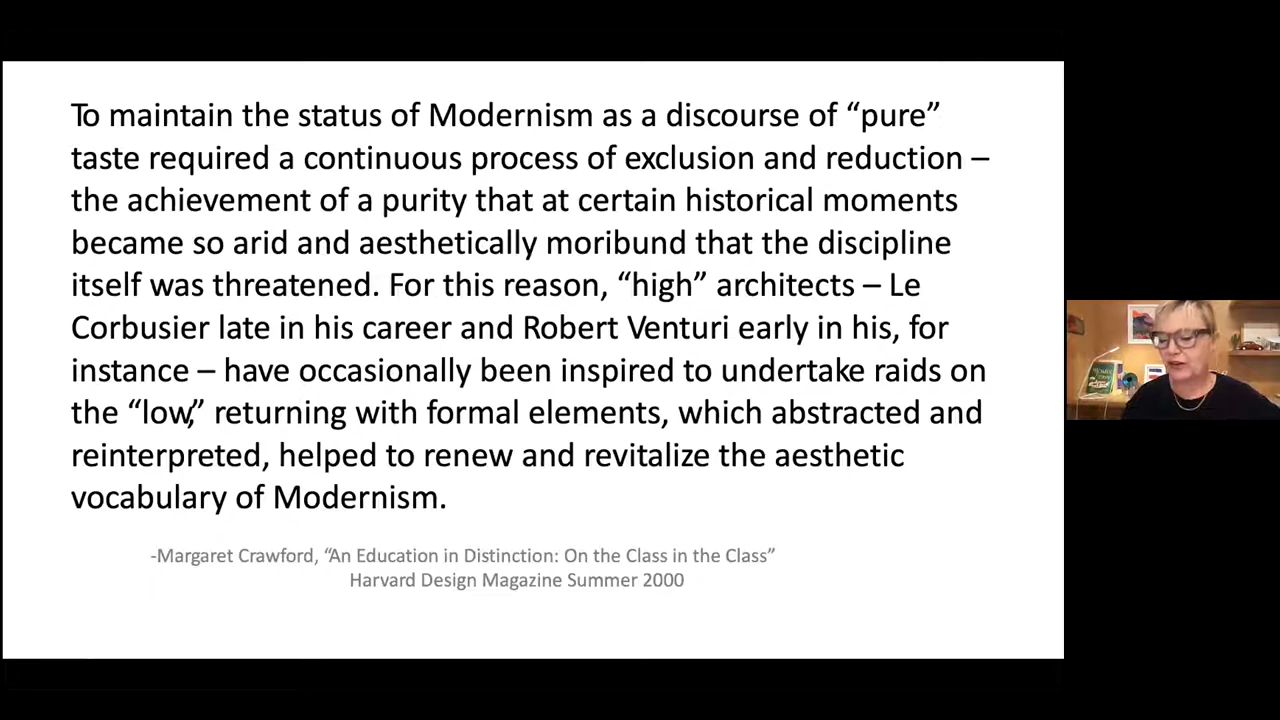 To maintain the status of Modernism as a discourse of “pure”
taste required a continuous process of exclusion and reduction –
the achievement of a purity that at certain historical moments
became so arid and aesthetically moribund that the discipline
itself was threatened. For this reason, “high” architects – Le
Corbusier late in his career and Robert Venturi early in his, for
instance – have occasionally been inspired to undertake raids on
the “low,” returning with formal elements, which abstracted and
reinterpreted, helped to renew and revitalize the aesthetic
vocabulary of Modernism.
-Margaret Crawford, “An Education in Distinction: On the Class in the Class”
Harvard Design Magazine Summer 2000